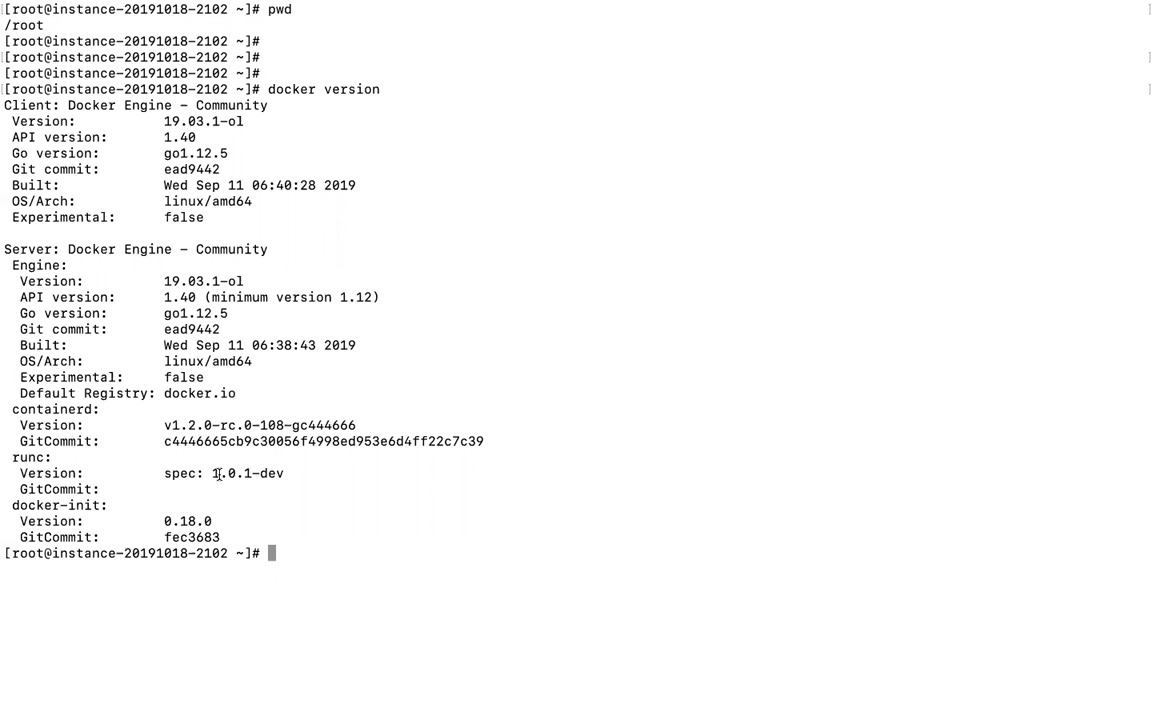 [root@instance-20191018-2102 ~]# pwd
/root
[root@instance-20191018-2102 ~]#
[root@instance-20191018-2102 ~]#
[root@instance-20191018-2102 ~]#
[root@instance-20191018-2102 ~]# docker version
Client: Docker Engine - Community
 Version:           19.03.1-ol
 API version:       1.40
 Go version:        go1.12.5
 Git commit:        ead9442
 Built:             Wed Sep 11 06:40:28 2019
 OS/Arch:           linux/amd64
 Experimental:      false

Server: Docker Engine - Community
 Engine:
  Version:          19.03.1-ol
  API version:      1.40 (minimum version 1.12)
  Go version:       go1.12.5
  Git commit:       ead9442
  Built:            Wed Sep 11 06:38:43 2019
  OS/Arch:          linux/amd64
  Experimental:     false
  Default Registry: docker.io
 containerd:
  Version:          v1.2.0-rc.0-108-gc444666
  GitCommit:        c4446665cb9c30056f4998ed953e6d4ff22c7c39
 runc:
  Version:          spec: 1.0.1-dev
  GitCommit:
 docker-init:
  Version:          0.18.0
  GitCommit:        fec3683
[root@instance-20191018-2102 ~]#